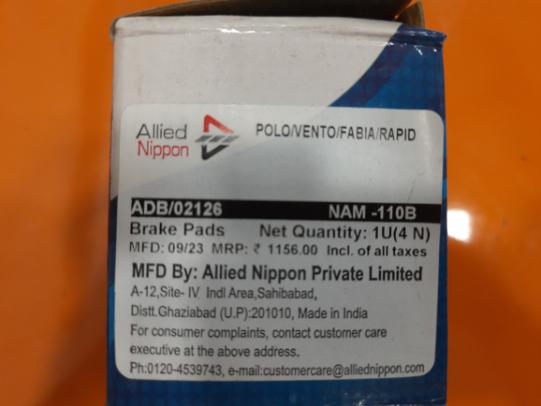 Allied
Nippon
POLO/VENTO/FABIA/RAPID
ADB/02126 NAM -110B
Brake Pads Net Quantity: 1U(4 N)
MFD: 09/23 MRP: ₹ 1156.00 Incl. of all taxes
MFD By: Allied Nippon Private Limited
A-12,Site- IV Indl Area,Sahibabad,
Distt.Ghaziabad (U.P):201010, Made in India
For consumer complaints, contact customer care
executive at the above address.
Ph:0120-4539743, e-mail:customercare@alliednippon.com